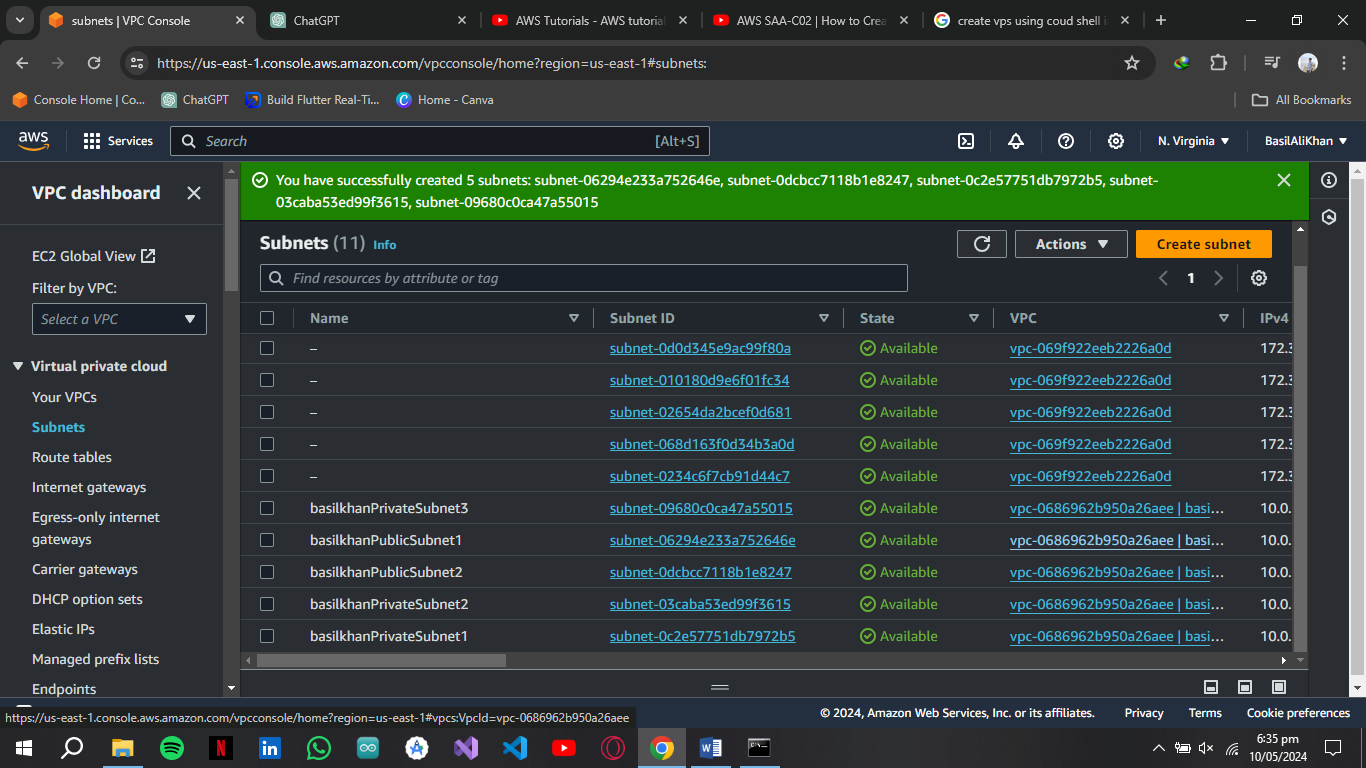 subnets | VPC Console
ChatGPT
AWS Tutorials - AWS tutorial
AWS SAA-C02 | How to Crea
create vps using coud shell i
https://us-east-1.console.aws.amazon.com/vpcconsole/home?region=us-east-1#subnets:
Console Home | Co...
ChatGPT
Build Flutter Real-Ti...
Home - Canva
All Bookmarks
aws
Services
Search
[Alt+S]
N. Virginia
BasilAliKhan
VPC dashboard
EC2 Global View
Filter by VPC:
Select a VPC
Virtual private cloud
Your VPCs
Subnets
Route tables
Internet gateways
Egress-only internet
gateways
Carrier gateways
DHCP option sets
Elastic IPs
Managed prefix lists
Endpoints
You have successfully created 5 subnets: subnet-06294e233a752646e, subnet-0dcbcc7118b1e8247, subnet-0c2e57751db7972b5, subnet-
03caba53ed99f3615, subnet-09680c0ca47a55015
Subnets (11) Info
Actions
Create subnet
Find resources by attribute or tag
1
Name Subnet ID State VPC IPv4
– subnet-0d0d345e9ac99f80a Available vpc-069f922eeb2226a0d 172.3
– subnet-010180d9e6f01fc34 Available vpc-069f922eeb2226a0d 172.3
– subnet-02654da2bcef0d681 Available vpc-069f922eeb2226a0d 172.3
– subnet-068d163f0d34b3a0d Available vpc-069f922eeb2226a0d 172.3
– subnet-0234c6f7cb91d44c7 Available vpc-069f922eeb2226a0d 172.3
basilkhanPrivateSubnet3 subnet-09680c0ca47a55015 Available vpc-0686962b950a26aee | basi... 10.0.
basilkhanPublicSubnet1 subnet-06294e233a752646e Available vpc-0686962b950a26aee | basi... 10.0.
basilkhanPublicSubnet2 subnet-0dcbcc7118b1e8247 Available vpc-0686962b950a26aee | basi... 10.0.
basilkhanPrivateSubnet2 subnet-03caba53ed99f3615 Available vpc-0686962b950a26aee | basi... 10.0.
basilkhanPrivateSubnet1 subnet-0c2e57751db7972b5 Available vpc-0686962b950a26aee | basi... 10.0.
https://us-east-1.console.aws.amazon.com/vpcconsole/home?region=us-east-1#vpcs:VpcId=vpc-0686962b950a26aee
© 2024, Amazon Web Services, Inc. or its affiliates.
Privacy
Terms
Cookie preferences
6:35 pm
10/05/2024